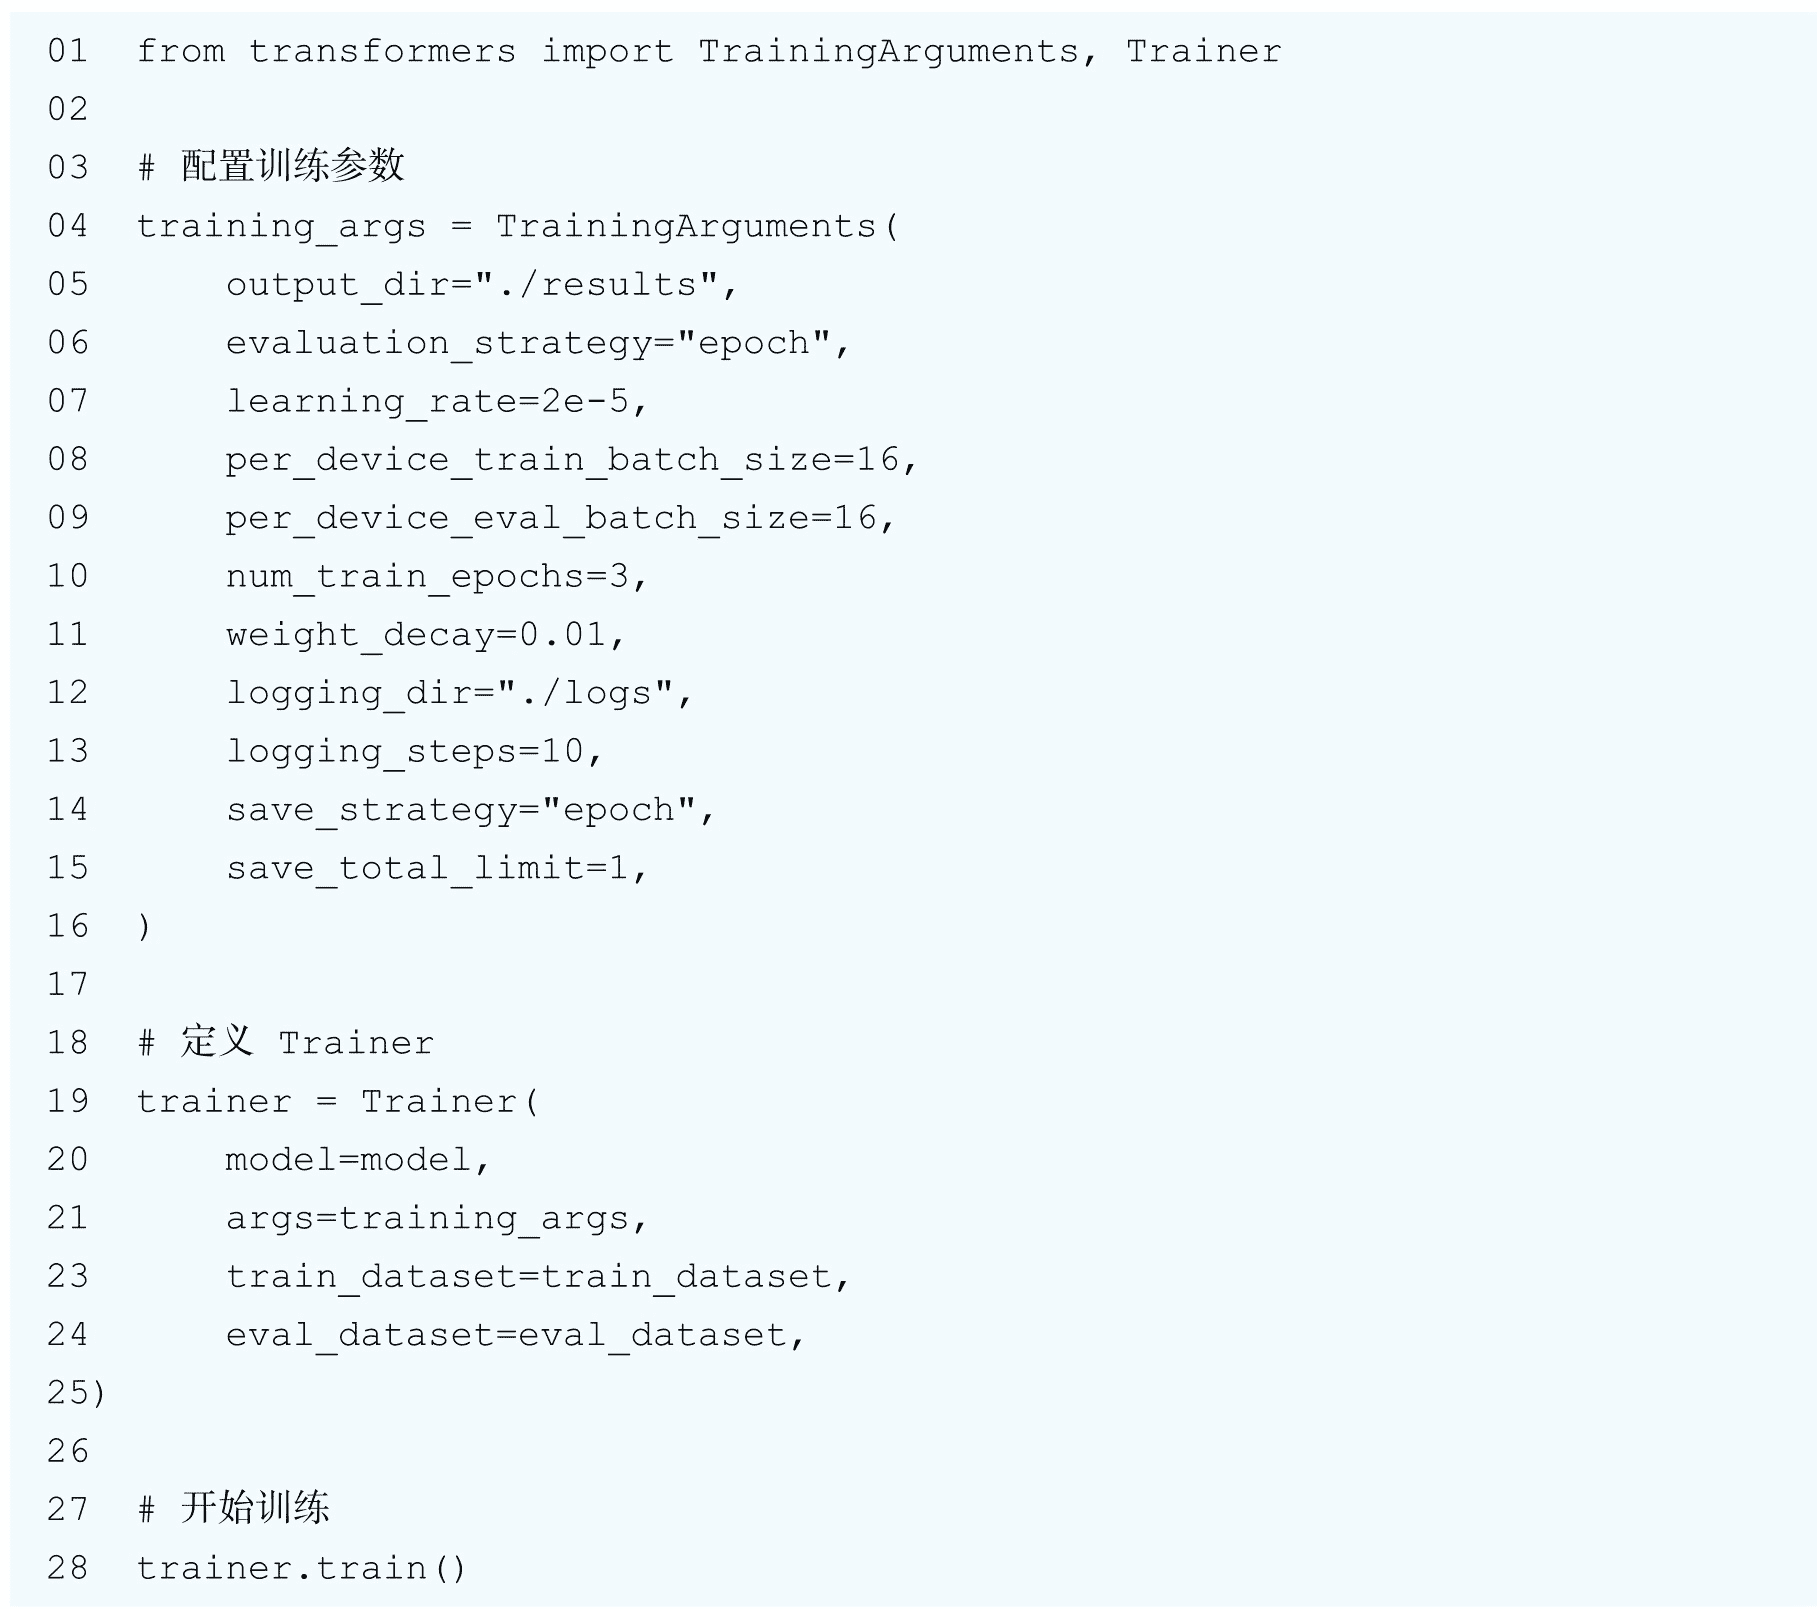 01  from transformers import TrainingArguments, Trainer
02
03  # 配置训练参数
04  training_args = TrainingArguments(
05      output_dir="./results",
06      evaluation_strategy="epoch",
07      learning_rate=2e-5,
08      per_device_train_batch_size=16,
09      per_device_eval_batch_size=16,
10      num_train_epochs=3,
11      weight_decay=0.01,
12      logging_dir="./logs",
13      logging_steps=10,
14      save_strategy="epoch",
15      save_total_limit=1,
16  )
17
18  # 定义 Trainer
19  trainer = Trainer(
20      model=model,
21      args=training_args,
23      train_dataset=train_dataset,
24      eval_dataset=eval_dataset,
25)
26
27  # 开始训练
28  trainer.train()